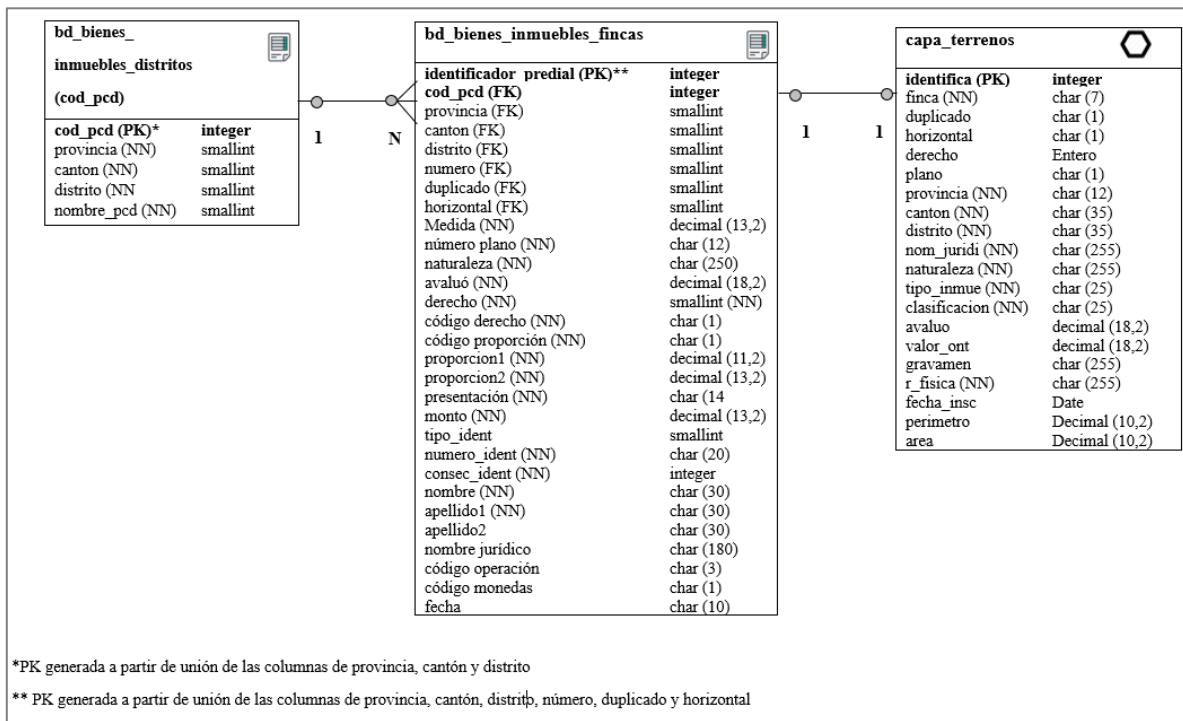 bd_bienes_
inmuebles_distritos
(cod_pcd)
cod_pcd (PK)* integer
provincia (NN) smallint
canton (NN) smallint
distrito (NN smallint
nombre_pcd (NN) smallint
1
N
bd_bienes_inmuebles_fincas
identificador_predial (PK)** integer
cod_pcd (FK) integer
provincia (FK) smallint
canton (FK) smallint
distrito (FK) smallint
numero (FK) smallint
duplicado (FK) smallint
horizontal (FK) smallint
Medida (NN) decimal (13,2)
número plano (NN) char (12)
naturaleza (NN) char (250)
avaluó (NN) decimal (18,2)
derecho (NN) smallint (NN)
código derecho (NN) char (1)
código proporción (NN) char (1)
proporcion1 (NN) decimal (11,2)
proporcion2 (NN) decimal (13,2)
presentación (NN) char (14
monto (NN) decimal (13,2)
tipo_ident smallint
numero_ident (NN) char (20)
consec_ident (NN) integer
nombre (NN) char (30)
apellido1 (NN) char (30)
apellido2 char (30)
nombre jurídico char (180)
código operación char (3)
código monedas char (1)
fecha char (10)
1
1
capa_terrenos
identifica (PK) integer
finca (NN) char (7)
duplicado char (1)
horizontal char (1)
derecho Entero
plano char (1)
provincia (NN) char (12)
canton (NN) char (35)
distrito (NN) char (35)
nom_juridi (NN) char (255)
naturaleza (NN) char (255)
tipo_inmue (NN) char (25)
clasificacion (NN) char (25)
avaluo decimal (18,2)
valor_ont decimal (18,2)
gravamen char (255)
r_fisica (NN) char (255)
fecha_insc Date
perimetro Decimal (10,2)
area Decimal (10,2)
*PK generada a partir de unión de las columnas de provincia, cantón y distrito
** PK generada a partir de unión de las columnas de provincia, cantón, distrito, número, duplicado y horizontal